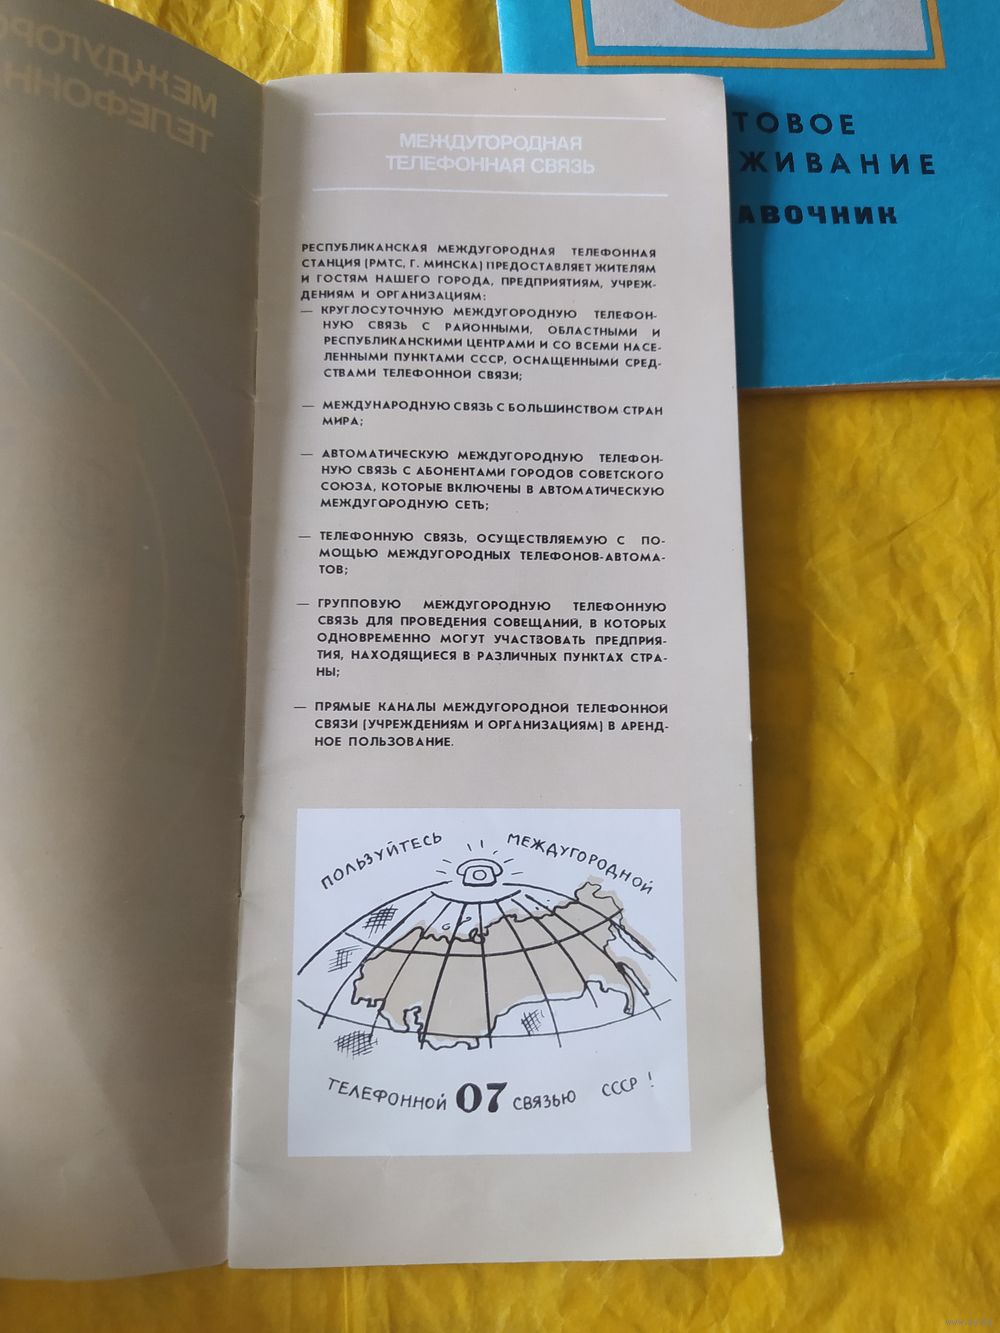 МЕЖДУГОРОДНАЯ
ТЕЛЕФОННАЯ СВЯЗЬ
РЕСПУБЛИКАНСКАЯ МЕЖДУГОРОДНАЯ ТЕЛЕФОННАЯ
СТАНЦИЯ (РМТС, Г. МИНСКА) ПРЕДОСТАВЛЯЕТ ЖИТЕЛЯМ
И ГОСТЯМ НАШЕГО ГОРОДА, ПРЕДПРИЯТИЯМ, УЧРЕЖ-
ДЕНИЯМ И ОРГАНИЗАЦИЯМ:
— КРУГЛОСУТОЧНУЮ МЕЖДУГОРОДНУЮ ТЕЛЕФОН-
НУЮ СВЯЗЬ С РАЙОННЫМИ, ОБЛАСТНЫМИ И
РЕСПУБЛИКАНСКИМИ ЦЕНТРАМИ И СО ВСЕМИ НАСЕ-
ЛЕННЫМИ ПУНКТАМИ СССР, ОСНАЩЕННЫМИ СРЕД-
СТВАМИ ТЕЛЕФОННОЙ СВЯЗИ;
— МЕЖДУНАРОДНУЮ СВЯЗЬ С БОЛЬШИНСТВОМ СТРАН
МИРА;
— АВТОМАТИЧЕСКУЮ МЕЖДУГОРОДНУЮ ТЕЛЕФОН-
НУЮ СВЯЗЬ С АБОНЕНТАМИ ГОРОДОВ СОВЕТСКОГО
СОЮЗА, КОТОРЫЕ ВКЛЮЧЕНЫ В АВТОМАТИЧЕСКУЮ
МЕЖДУГОРОДНУЮ СЕТЬ;
— ТЕЛЕФОННУЮ СВЯЗЬ, ОСУЩЕСТВЛЯЕМУЮ С ПО-
МОЩЬЮ МЕЖДУГОРОДНЫХ ТЕЛЕФОНОВ-АВТОМА-
ТОВ;
— ГРУППОВУЮ МЕЖДУГОРОДНУЮ ТЕЛЕФОННУЮ
СВЯЗЬ ДЛЯ ПРОВЕДЕНИЯ СОВЕЩАНИЙ, В КОТОРЫХ
ОДНОВРЕМЕННО МОГУТ УЧАСТВОВАТЬ ПРЕДПРИЯ-
ТИЯ, НАХОДЯЩИЕСЯ В РАЗЛИЧНЫХ ПУНКТАХ СТРА-
НЫ;
— ПРЯМЫЕ КАНАЛЫ МЕЖДУГОРОДНОЙ ТЕЛЕФОННОЙ
СВЯЗИ (УЧРЕЖДЕНИЯМ И ОРГАНИЗАЦИЯМ) В АРЕНД-
НОЕ ПОЛЬЗОВАНИЕ.
ПОЛЬЗУЙТЕСЬ МЕЖДУГОРОДНОЙ
ТЕЛЕФОННОЙ 07 СВЯЗЬЮ СССР!
ТОВОЕ
ЖИВАНИЕ
АВОЧНИК